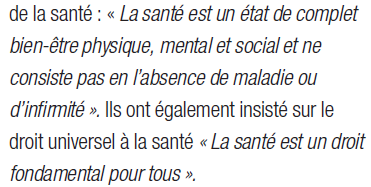 de la santé : « La santé est un état de complet
bien-être physique, mental et social et ne
consiste pas en l'absence de maladie ou
d'infirmité ». Ils ont également insisté sur le
droit universel à la santé « La santé est un droit
fondamental pour tous ».